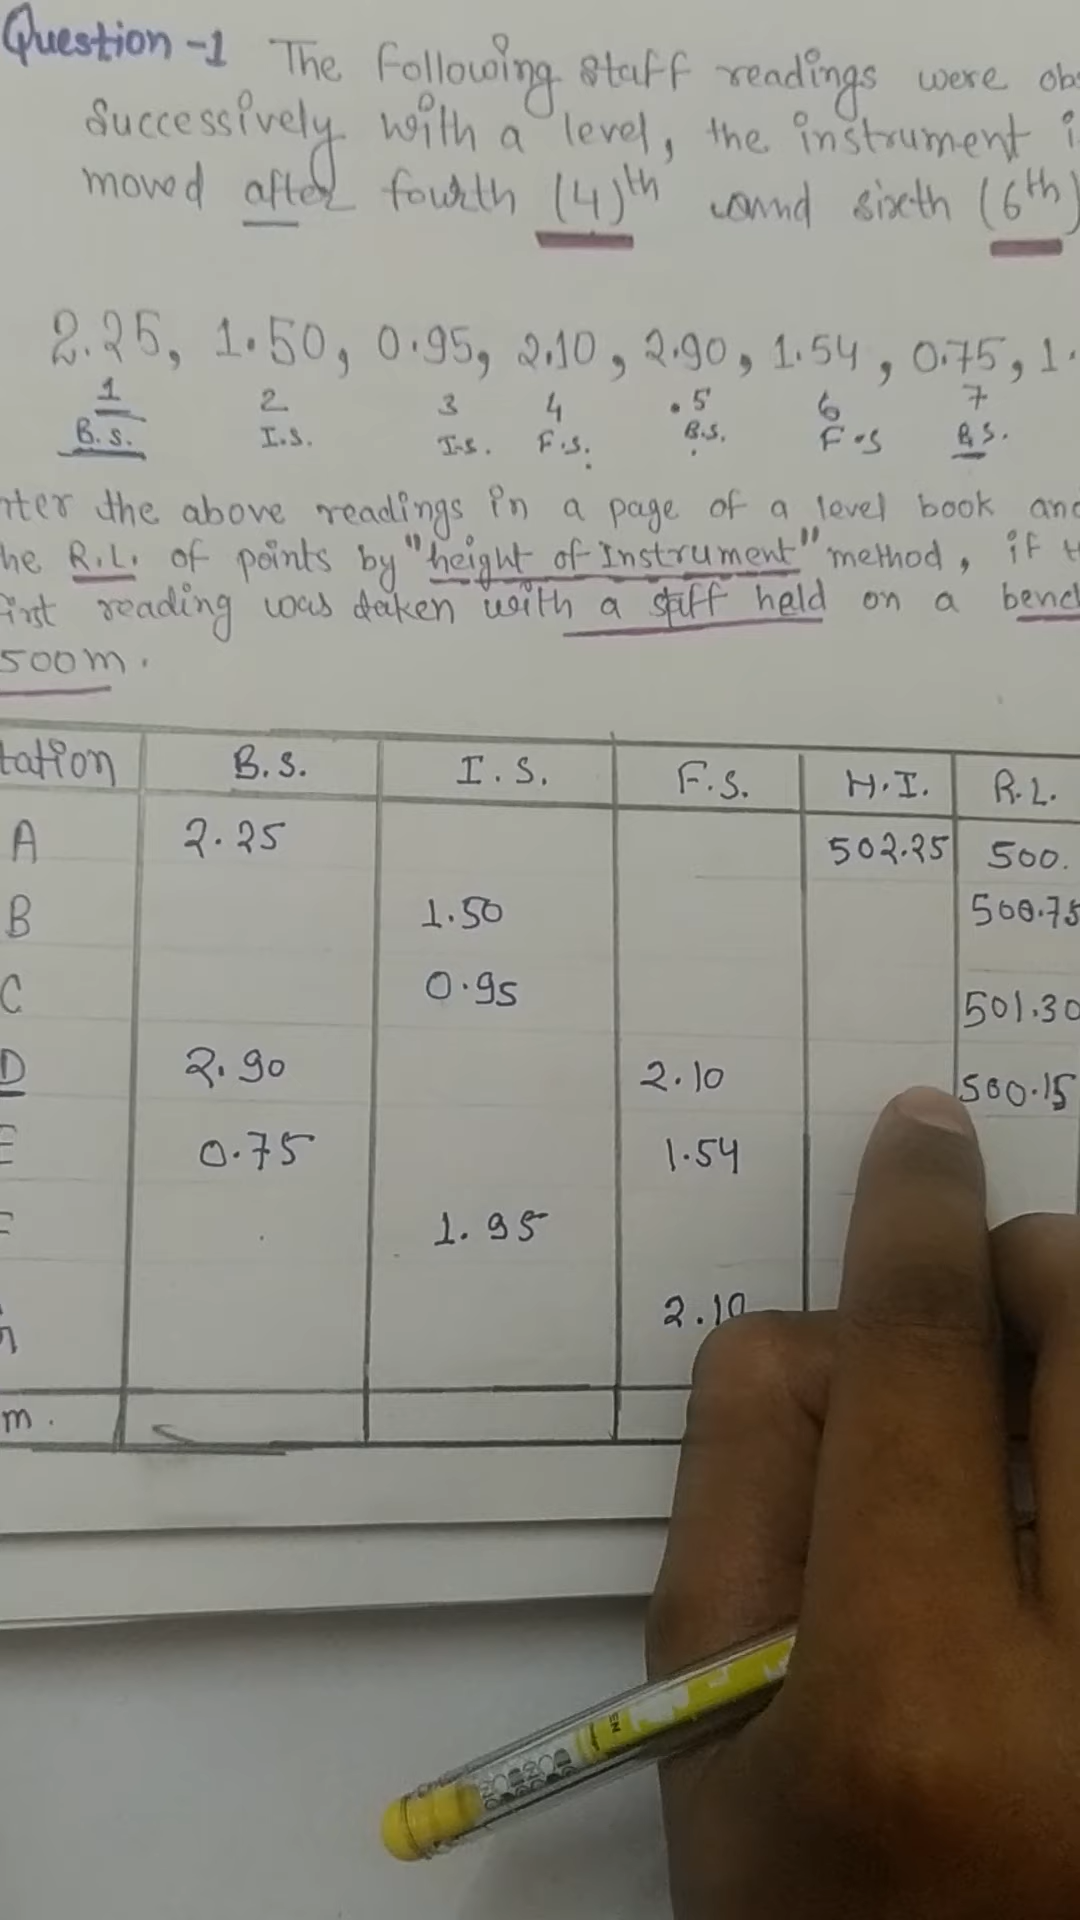 Question-1 The following staff readings were obs
Successively with a level, the instrument i
moved after fourth (4)th and sixth (6th)
2.25, 1.50, 0.95, 2.10, 2.90, 1.54, 0.75, 1.
1 2 3 4 5 6 7
B.S. I.S. I.S. F.S. B.S. F.S B.S.
nter the above readings in a page of a level book and
he R.L. of points by "height of Instrument" method, if t
irst reading was taken with a staff held on a bench
500m.
tation B.S. I.S. F.S. H.I. R.L.
A 2.25 502.25 500.
B 1.50 500.75
C 0.95 501.30
D 2.90 2.10 500.15
E 0.75 1.54
F 1.95
2.10
m.